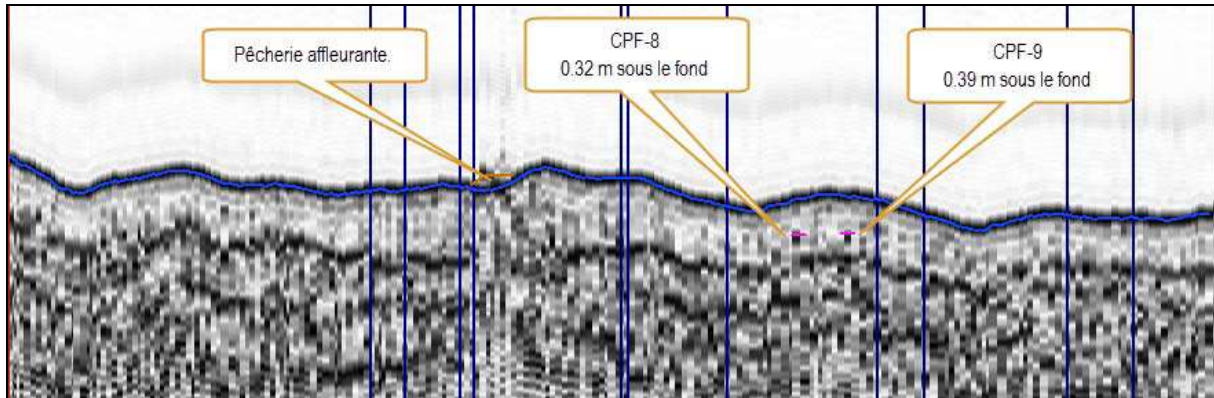 Pêcherie affleurante.
CPF-8
0.32 m sous le fond
CPF-9
0.39 m sous le fond